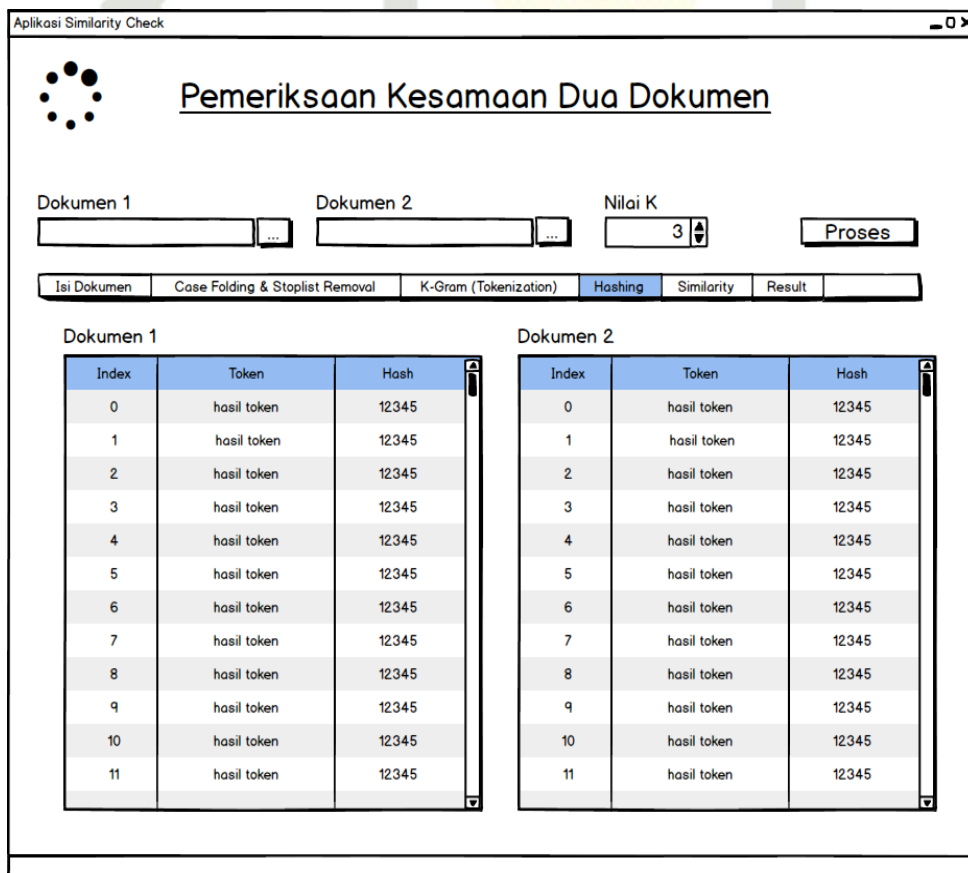 Aplikasi Similarity Check
Pemeriksaan Kesamaan Dua Dokumen
Dokumen 1 Dokumen 2 Nilai K
... ... 3 Proses
Isi Dokumen Case Folding & Stoplist Removal K-Gram (Tokenization) Hashing Similarity Result
Dokumen 1 Dokumen 2
Index Token Hash Index Token Hash
0 hasil token 12345 0 hasil token 12345
1 hasil token 12345 1 hasil token 12345
2 hasil token 12345 2 hasil token 12345
3 hasil token 12345 3 hasil token 12345
4 hasil token 12345 4 hasil token 12345
5 hasil token 12345 5 hasil token 12345
6 hasil token 12345 6 hasil token 12345
7 hasil token 12345 7 hasil token 12345
8 hasil token 12345 8 hasil token 12345
9 hasil token 12345 9 hasil token 12345
10 hasil token 12345 10 hasil token 12345
11 hasil token 12345 11 hasil token 12345